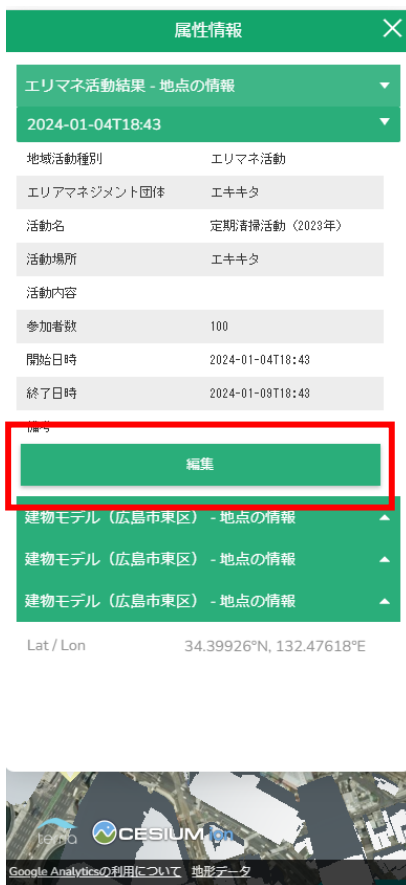 属性情報
エリマネ活動結果 - 地点の情報
2024-01-04T18:43
地域活動種別 エリマネ活動
エリアマネジメント団体 エキキタ
活動名 定期清掃活動（2023年）
活動場所 エキキタ
活動内容
参加者数 100
開始日時 2024-01-04T18:43
終了日時 2024-01-09T18:43
備考
編集
建物モデル（広島市東区） - 地点の情報
建物モデル（広島市東区） - 地点の情報
建物モデル（広島市東区） - 地点の情報
Lat / Lon 34.39926°N, 132.47618°E
CESIUM ion
Google Analyticsの利用について 地形データ